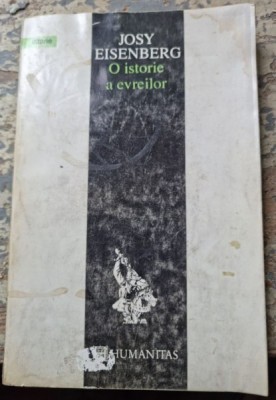 JOSY
EISENBERG
O istorie
a evreilor
HUMANITAS